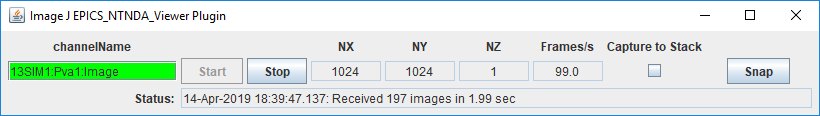 Image J EPICS_NTNDA_Viewer Plugin
channelName NX NY NZ Frames/s Capture to Stack
13SIM1:Pva1:Image Start Stop 1024 1024 1 99.0 Snap
Status: 14-Apr-2019 18:39:47.137: Received 197 images in 1.99 sec